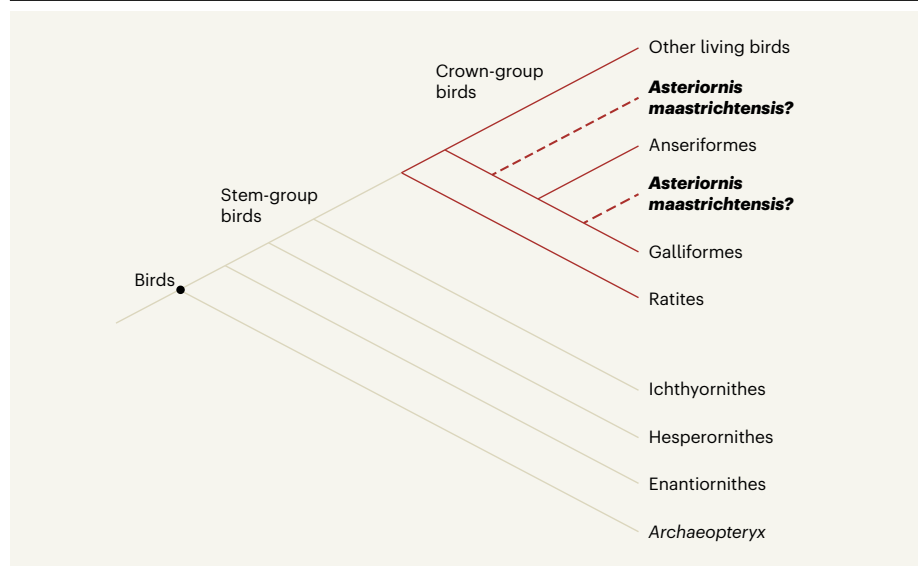 Other living birds
Crown-group
birds
Asteriornis
maastrichtensis?
Anseriformes
Stem-group
birds
Asteriornis
maastrichtensis?
Galliformes
Birds
Ratites
Ichthyornithes
Hesperornithes
Enantiornithes
Archaeopteryx